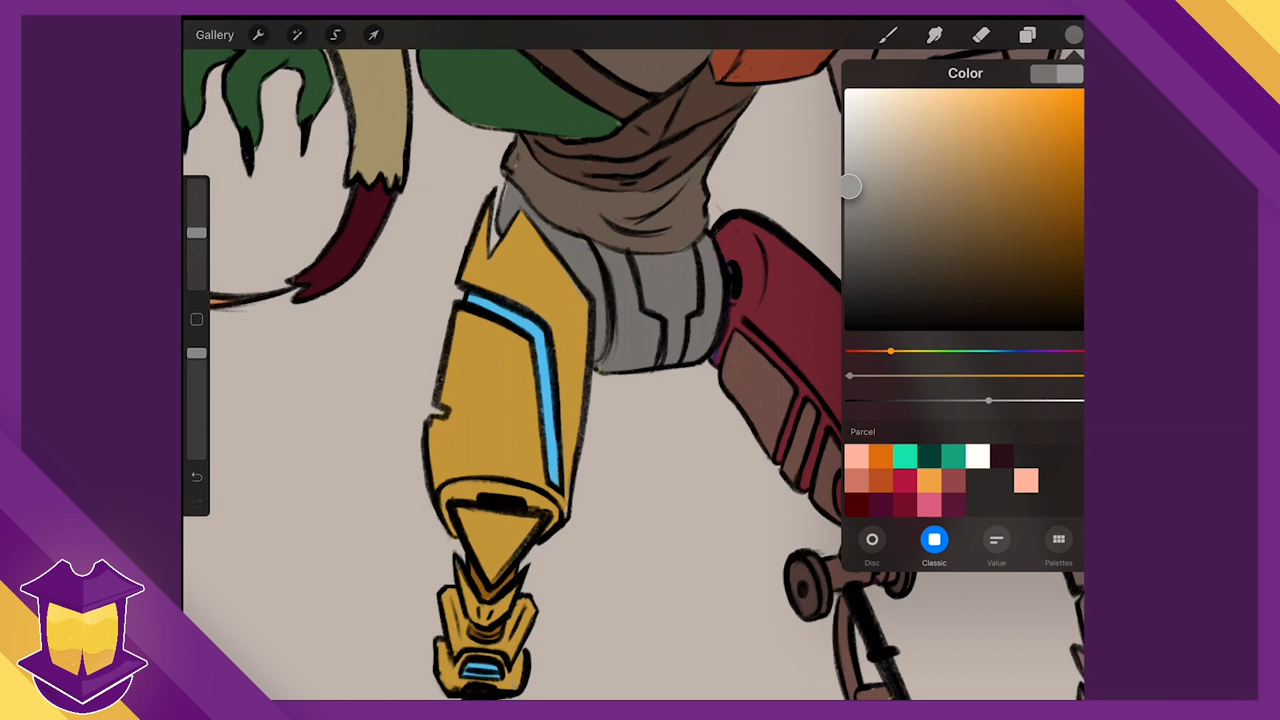 Gallery
Color
Parcel
Disc
Classic
Value
Palettes